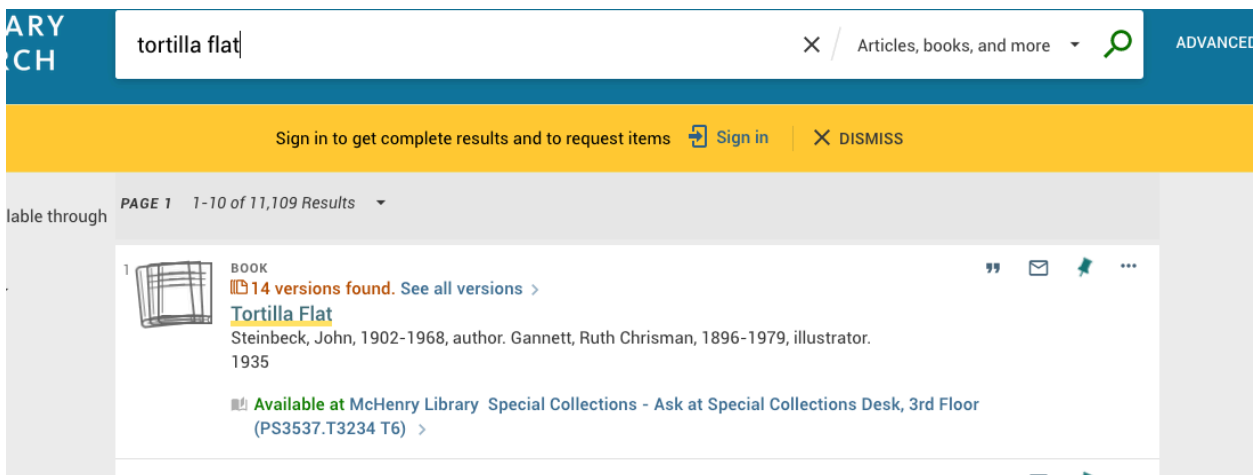 ARY
RCH
tortilla flat
Articles, books, and more
ADVANCED
Sign in to get complete results and to request items Sign in DISMISS
lable through
PAGE 1 1-10 of 11,109 Results
1
BOOK
14 versions found. See all versions >
Tortilla Flat
Steinbeck, John, 1902-1968, author. Gannett, Ruth Chrisman, 1896-1979, illustrator.
1935
Available at McHenry Library Special Collections - Ask at Special Collections Desk, 3rd Floor
(PS3537.T3234 T6) >